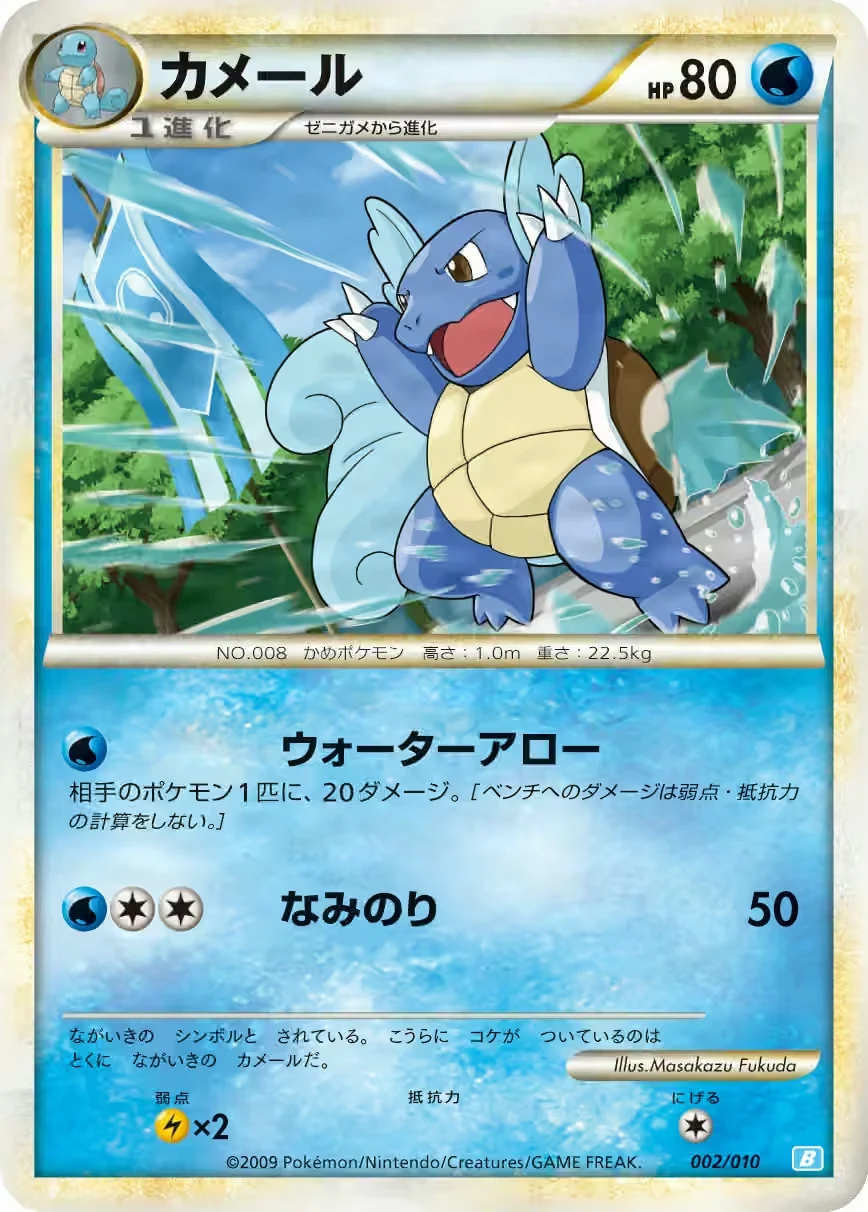 カメール
HP80
1進化
ゼニガメから進化
NO.008 かめポケモン 高さ:1.0m 重さ:22.5kg
ウォーターアロー
相手のポケモン1匹に、20ダメージ。[ベンチへのダメージは弱点・抵抗力
の計算をしない。]
なみのり 50
ながいきの シンボルと されている。 こうらに コケが ついているのは
とくに ながいきの カメールだ。
Illus.Masakazu Fukuda
弱点 抵抗力 にげる
×2
©2009 Pokémon/Nintendo/Creatures/GAME FREAK. 002/010 B